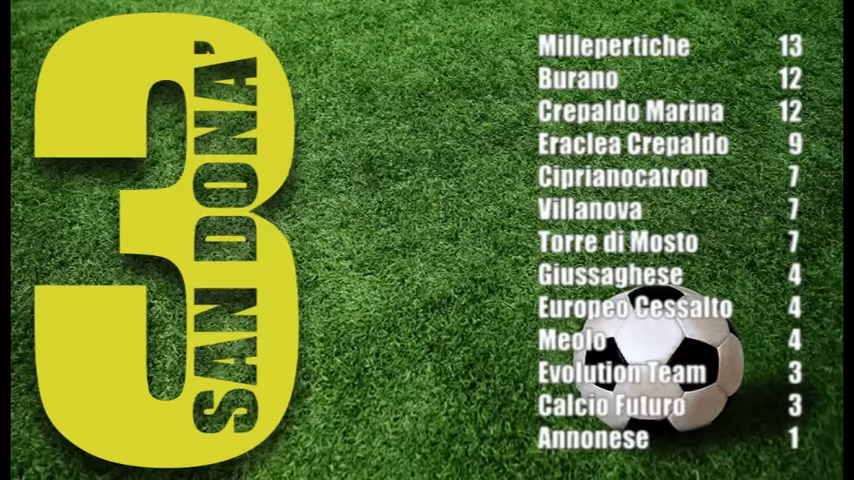 3
SAN DONA'
Millepertiche 13
Burano 12
Crepaldo Marina 12
Eraclea Crepaldo 9
Ciprianocatron 7
Villanova 7
Torre di Mosto 7
Giussaghese 4
Europeo Cessalto 4
Meolo 4
Evolution Team 3
Calcio Futuro 3
Annonese 1